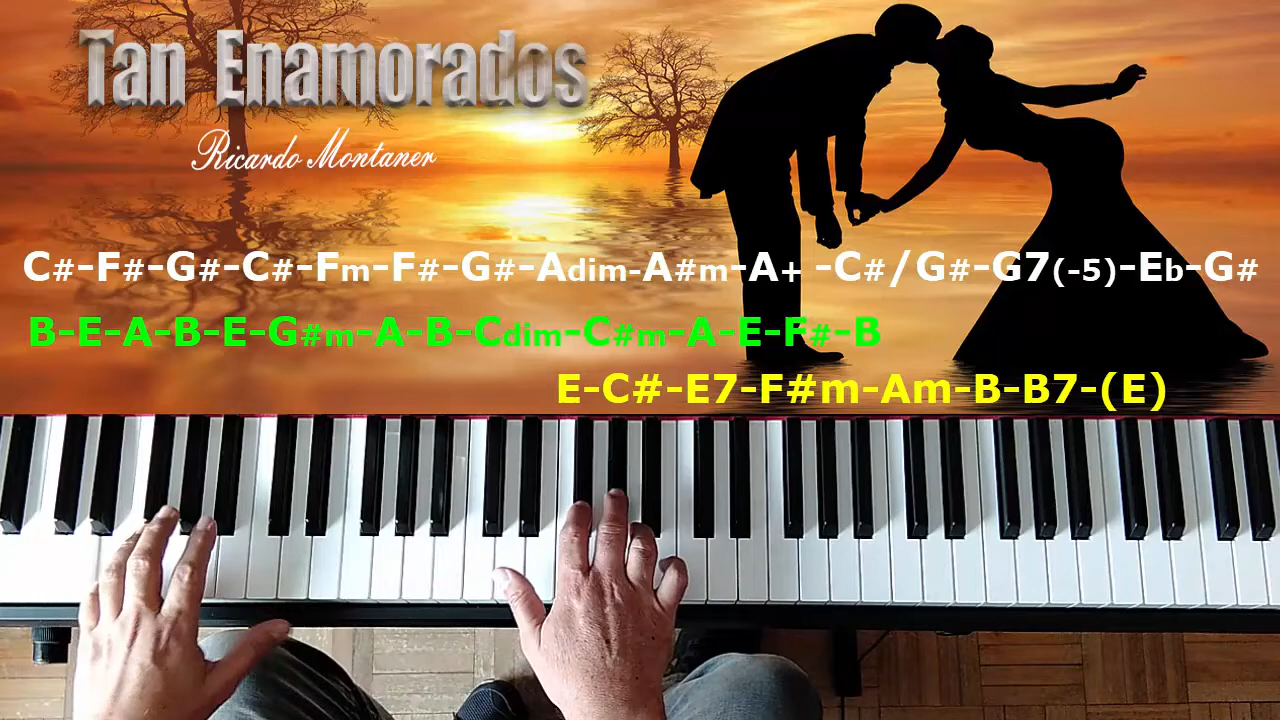 Tan Enamorados
Ricardo Montaner
C#-F#-G#-C#-Fm-F#-G#-Adim-A#m-A+ -C#/G#-G7(-5)-Eb-G#
B-E-A-B-E-G#m-A-B-Cdim-C#m-A-E-F#-B
E-C#-E7-F#m-Am-B-B7-(E)